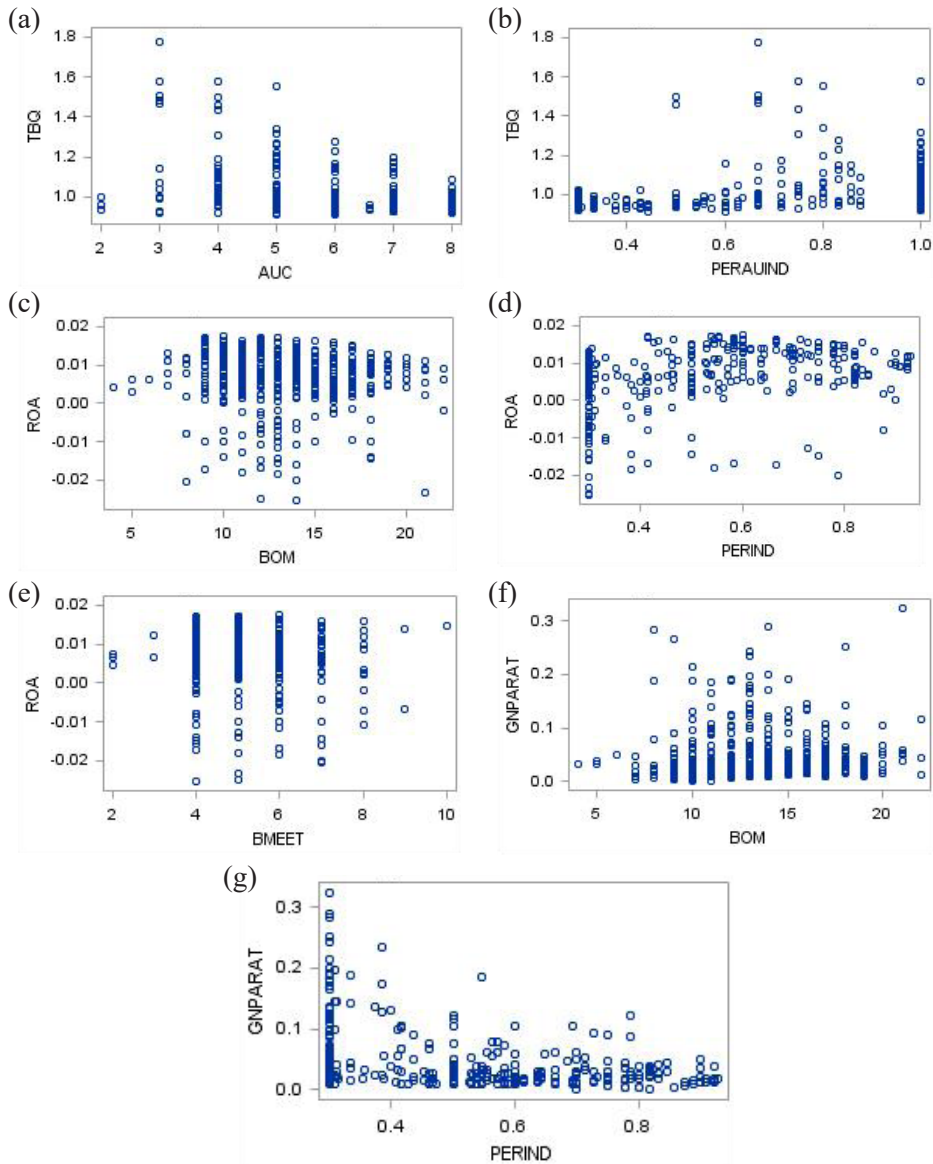 (a)
1.8
1.6
1.4
1.2
1.0
TBQ
2 3 4 5 6 7 8
AUC
(b)
1.8
1.6
1.4
1.2
1.0
TBQ
0.4 0.6 0.8 1.0
PERAUIND
(c)
0.02
0.01
0.00
-0.01
-0.02
ROA
5 10 15 20
BOM
(d)
0.02
0.01
0.00
-0.01
-0.02
ROA
0.4 0.6 0.8
PERIND
(e)
0.02
0.01
0.00
-0.01
-0.02
ROA
2 4 6 8 10
BMEET
(f)
0.3
0.2
0.1
0.0
GNPARAT
5 10 15 20
BOM
(g)
0.3
0.2
0.1
0.0
GNPARAT
0.4 0.6 0.8
PERIND